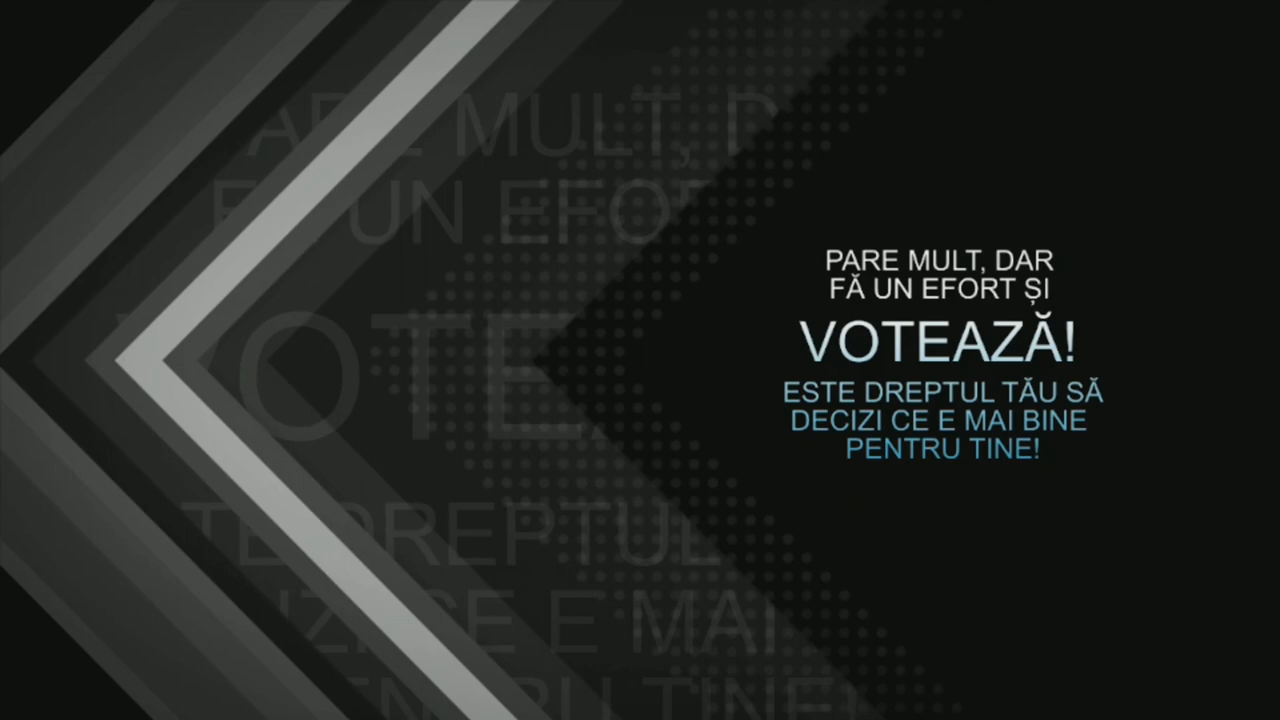 PARE MULT, DAR
FĂ UN EFORT ȘI
VOTEAZĂ!
ESTE DREPTUL TĂU SĂ
DECIZI CE E MAI BINE
PENTRU TINE!